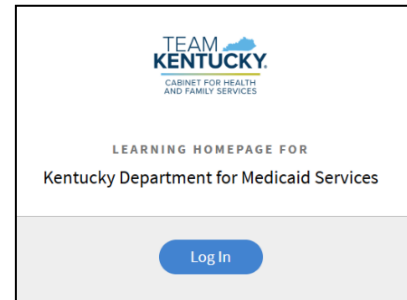 TEAM
KENTUCKY.
CABINET FOR HEALTH
AND FAMILY SERVICES
LEARNING HOMEPAGE FOR
Kentucky Department for Medicaid Services
Log In